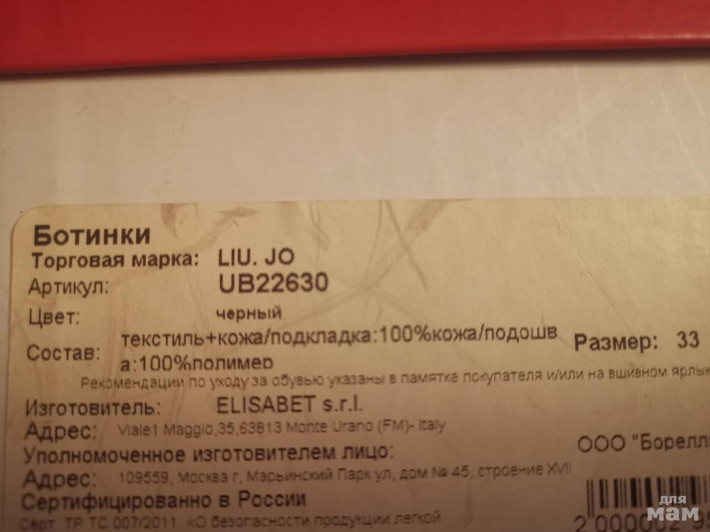 Ботинки
Торговая марка: LIU. JO
Артикул: UB22630
Цвет: черный
Состав: текстиль+кожа/подкладка:100%кожа/подошв
а:100%полимер
Размер: 33
Рекомендации по уходу за обувью указаны в памятке покупателя и/или на вшивном ярлык
Изготовитель: ELISABET s.r.l.
Адрес: Viale1 Maggio,35,63813 Monte Urano (FM)- Italy
Уполномоченное изготовителем лицо: ООО "Борелл
Адрес: 109559, Москва г, Марьинский Парк ул, дом № 45, строение XVII
Сертифицировано в России
Серт ТР ТС 007/2011 «О безопасности продукции легкой
для
мам